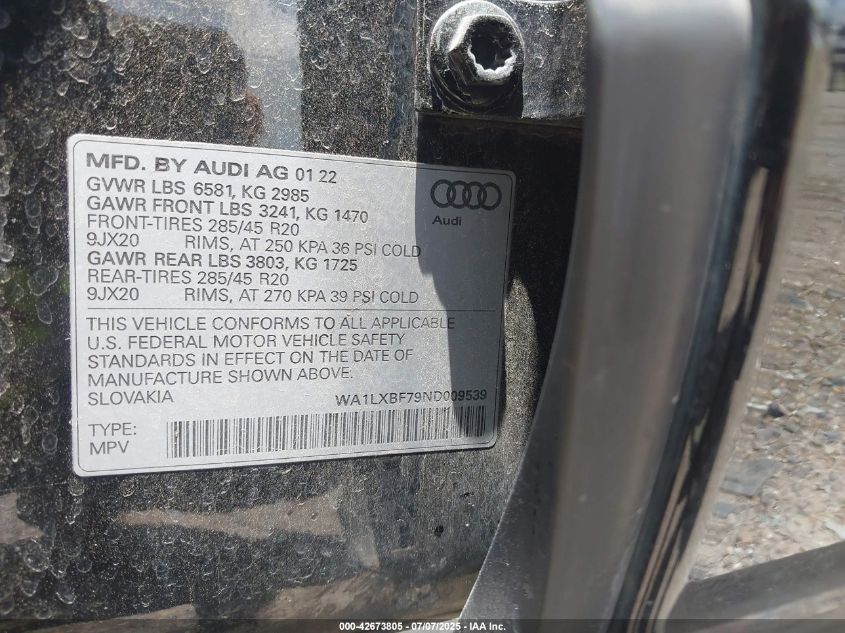 MFD. BY AUDI AG 01 22
GVWR LBS 6581, KG 2985
GAWR FRONT LBS 3241, KG 1470
FRONT-TIRES 285/45 R20
9JX20 RIMS, AT 250 KPA 36 PSI COLD
GAWR REAR LBS 3803, KG 1725
REAR-TIRES 285/45 R20
9JX20 RIMS, AT 270 KPA 39 PSI COLD
Audi
THIS VEHICLE CONFORMS TO ALL APPLICABLE
U.S. FEDERAL MOTOR VEHICLE SAFETY
STANDARDS IN EFFECT ON THE DATE OF
MANUFACTURE SHOWN ABOVE.
SLOVAKIA WA1LXBF79ND009539
TYPE:
MPV
000-42673805 - 07/07/2025 - IAA Inc.